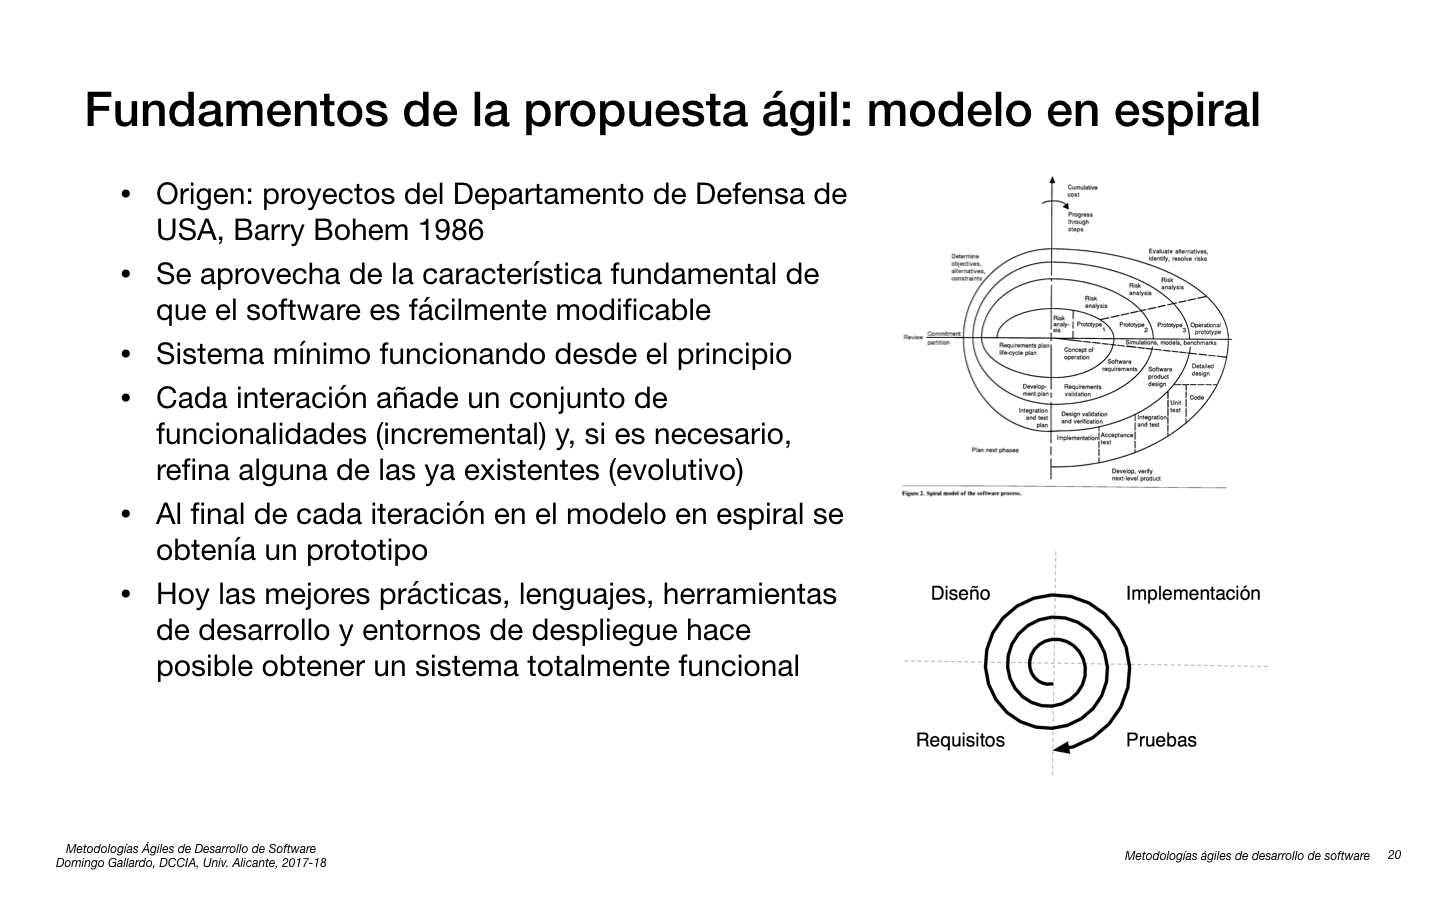 Fundamentos de la propuesta ágil: modelo en espiral
• Origen: proyectos del Departamento de Defensa de
USA, Barry Bohem 1986
• Se aprovecha de la característica fundamental de
que el software es fácilmente modificable
• Sistema mínimo funcionando desde el principio
• Cada interación añade un conjunto de
funcionalidades (incremental) y, si es necesario,
refina alguna de las ya existentes (evolutivo)
• Al final de cada iteración en el modelo en espiral se
obtenía un prototipo
• Hoy las mejores prácticas, lenguajes, herramientas
de desarrollo y entornos de despliegue hace
posible obtener un sistema totalmente funcional
Cumulative
cost
Progress
through
steps
Determine
objectives,
alternatives,
constraints
Evaluate alternatives,
identify, resolve risks
Risk
analysis
Risk
analysis
Risk
analysis
Risk
analy-
sis
Prototype 1
Prototype 2
Prototype 3
Operational
prototype
Review
Commitment
partition
Simulations, models, benchmarks
Requirements plan
life-cycle plan
Concept of
operation
Software
requirements
Software
product
design
Detailed
design
Develop-
ment plan
Requirements
validation
Code
Unit
test
Integration
and test
plan
Design validation
and verification
Integration
and test
Implementation
Acceptance
test
Plan next phases
Develop, verify
next-level product
Figure 2. Spiral model of the software process.
Diseño
Implementación
Requisitos
Pruebas
Metodologías Ágiles de Desarrollo de Software
Domingo Gallardo, DCCIA, Univ. Alicante, 2017-18
Metodologías ágiles de desarrollo de software 20